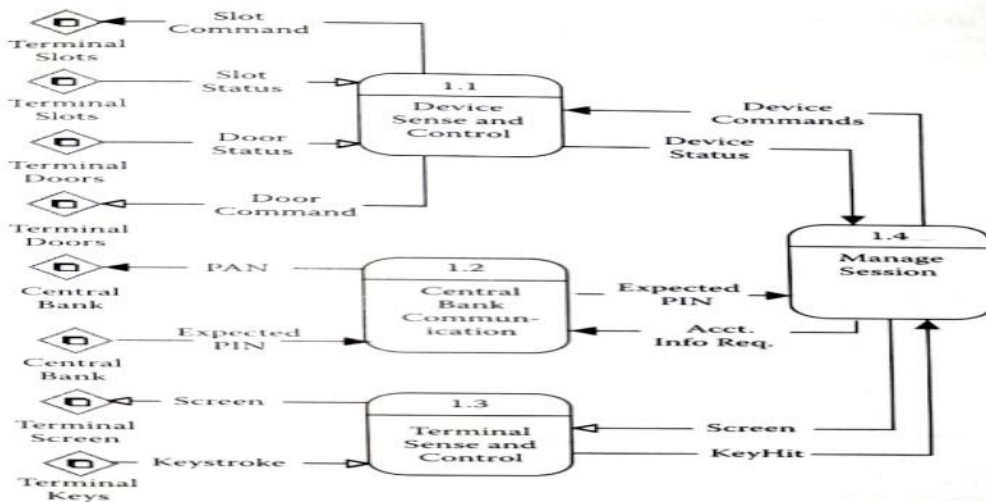 Slot
Command
Terminal
Slots
Slot
Status
Terminal
Slots
Door
Status
Terminal
Doors
Door
Command
Terminal
Doors
1.1
Device
Sense and
Control
Device
Commands
Device
Status
1.4
Manage
Session
PAN
Central
Bank
Expected
PIN
Central
Bank
1.2
Central
Bank
Commun-
ication
Expected
PIN
Acct.
Info Req.
Screen
Terminal
Screen
Keystroke
Terminal
Keys
1.3
Terminal
Sense and
Control
Screen
KeyHit